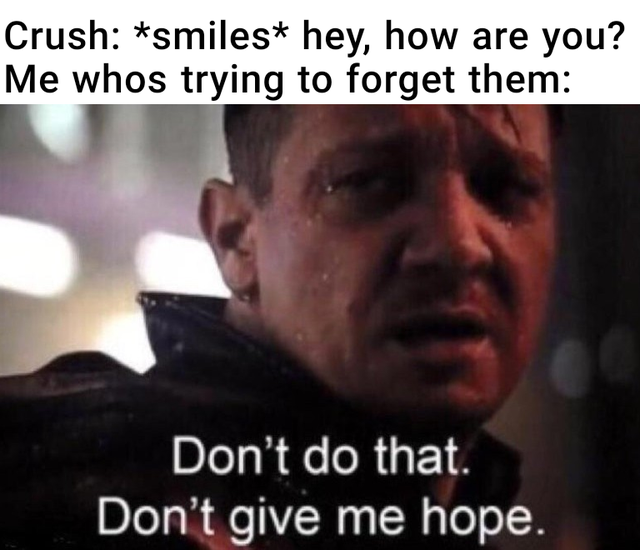 Crush: *smiles* hey, how are you?
Me whos trying to forget them:
Don't do that.
Don't give me hope.